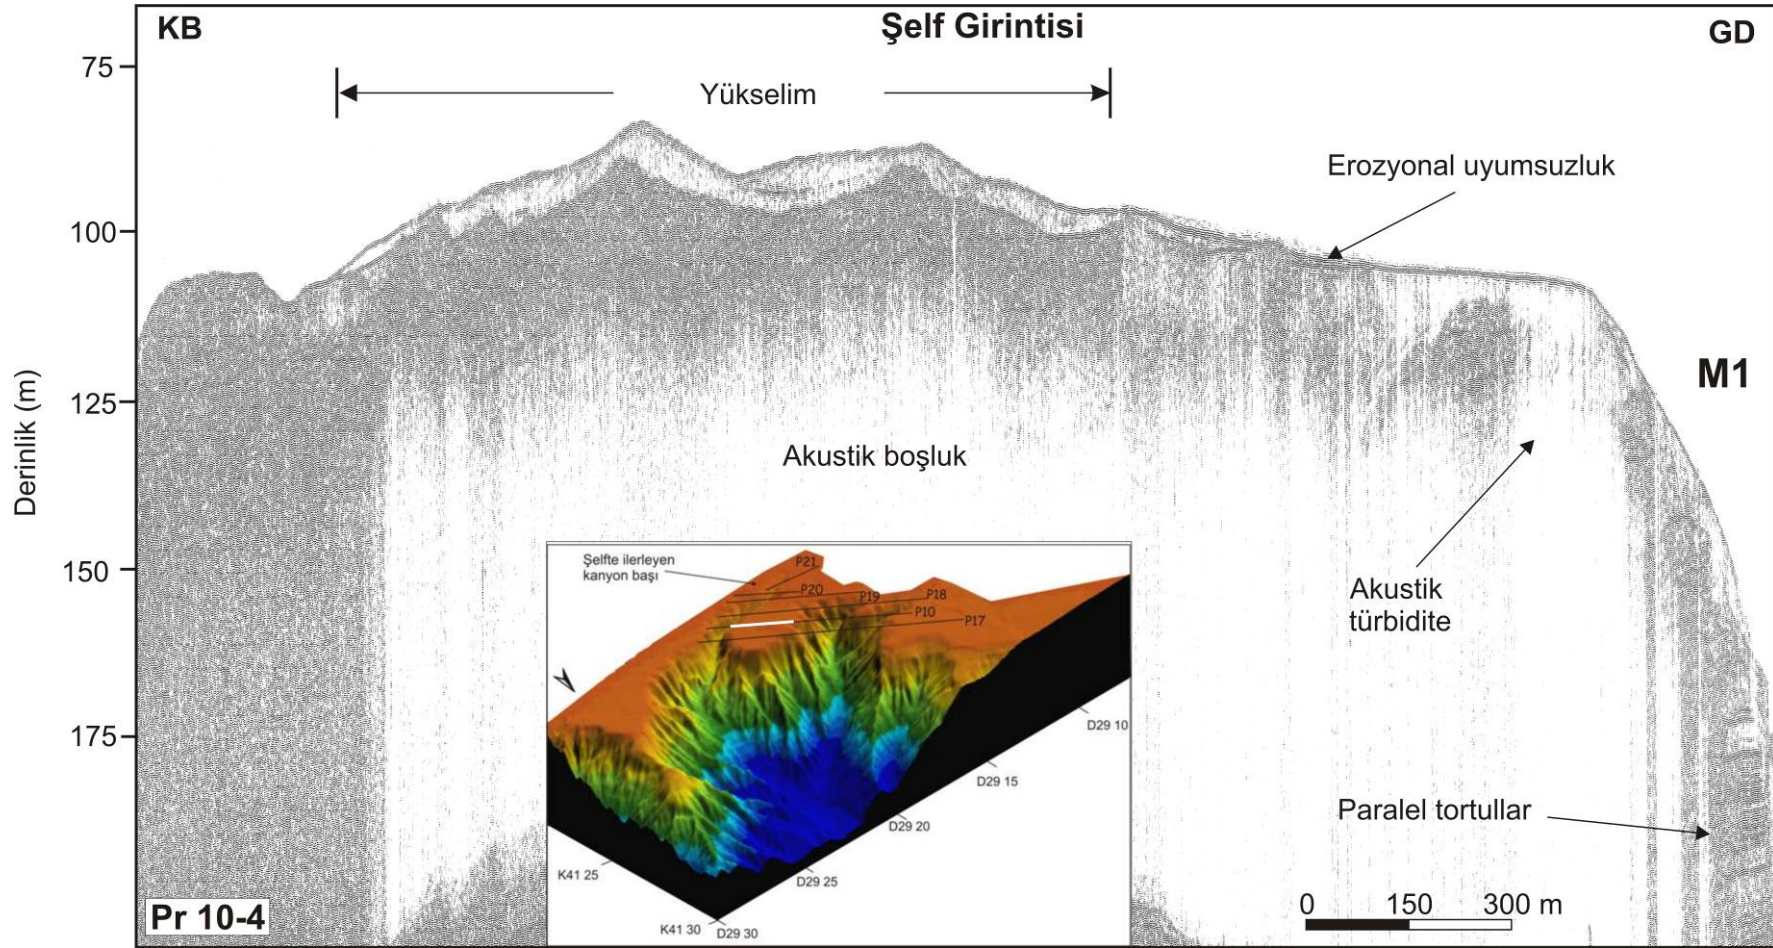 KB
Şelf Girintisi
GD
75
Yükselim
Erozyonal uyumsuzluk
100
M1
125
Derinlik (m)
Akustik boşluk
150
Akustik
türbidite
175
Paralel tortullar
0 150 300 m
Pr 10-4
Şelfte ilerleyen
kanyon başı
P21
P20
P19
P18
P10
P17
D29 10
D29 15
D29 20
D29 25
K41 25
K41 30 D29 30